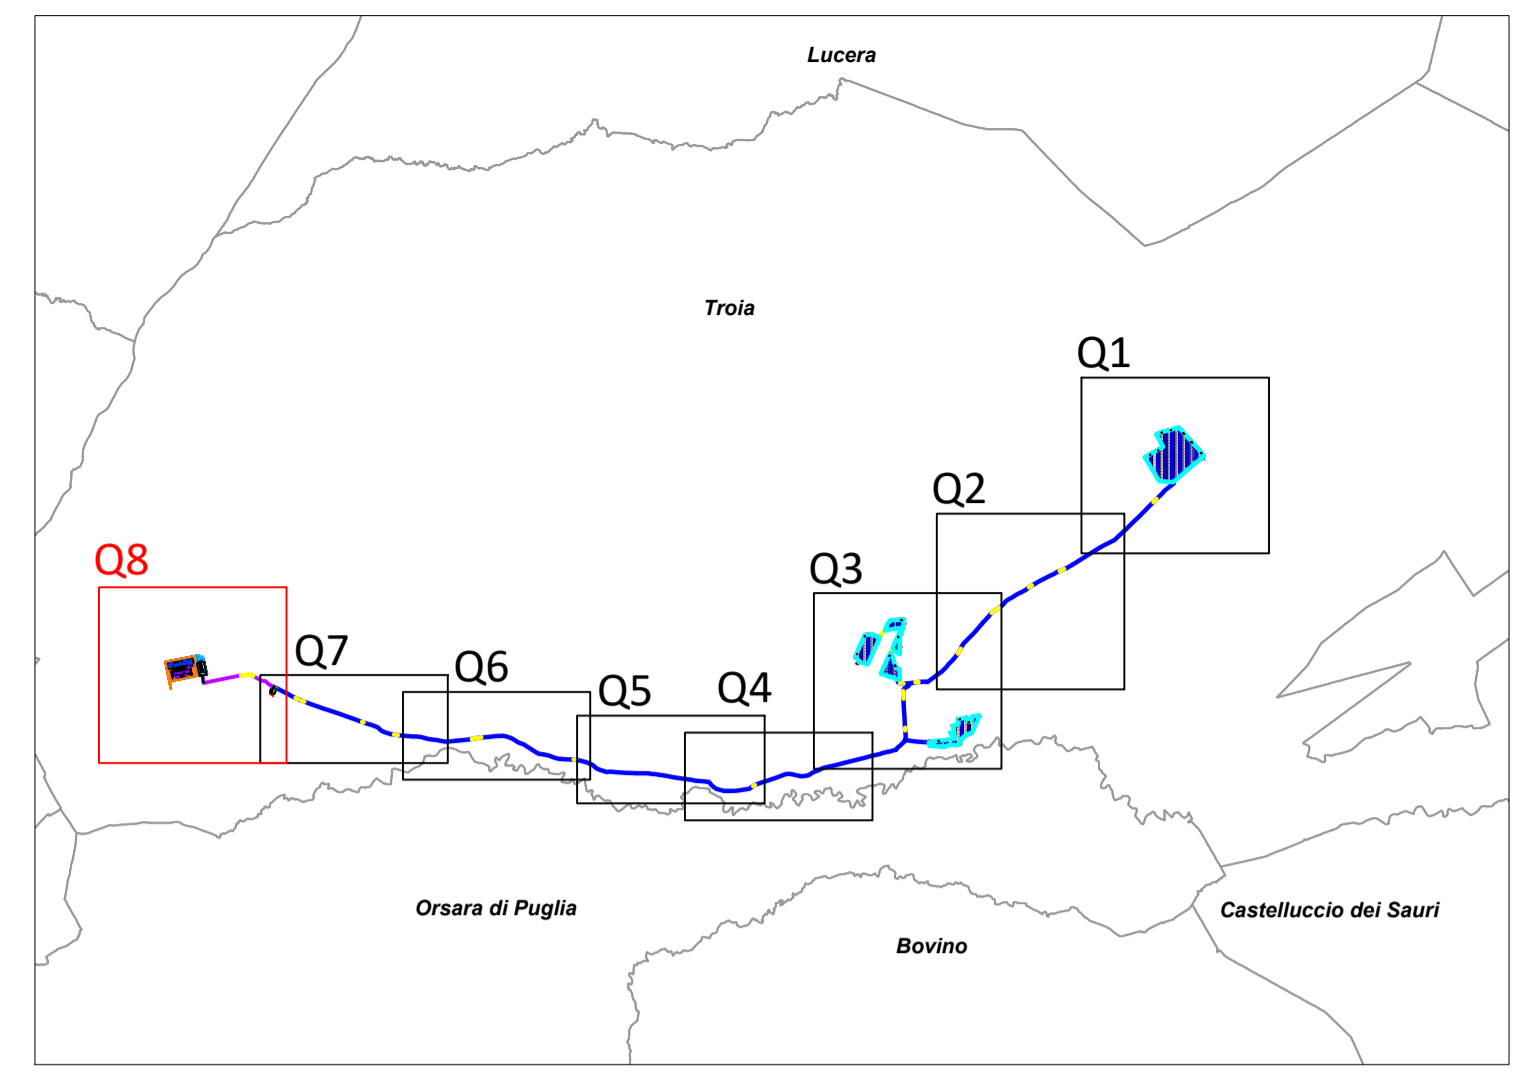 Lucera
Troia
Q1
Q2
Q3
Q8
Q7
Q6
Q5
Q4
Orsara di Puglia
Castelluccio dei Sauri
Bovino